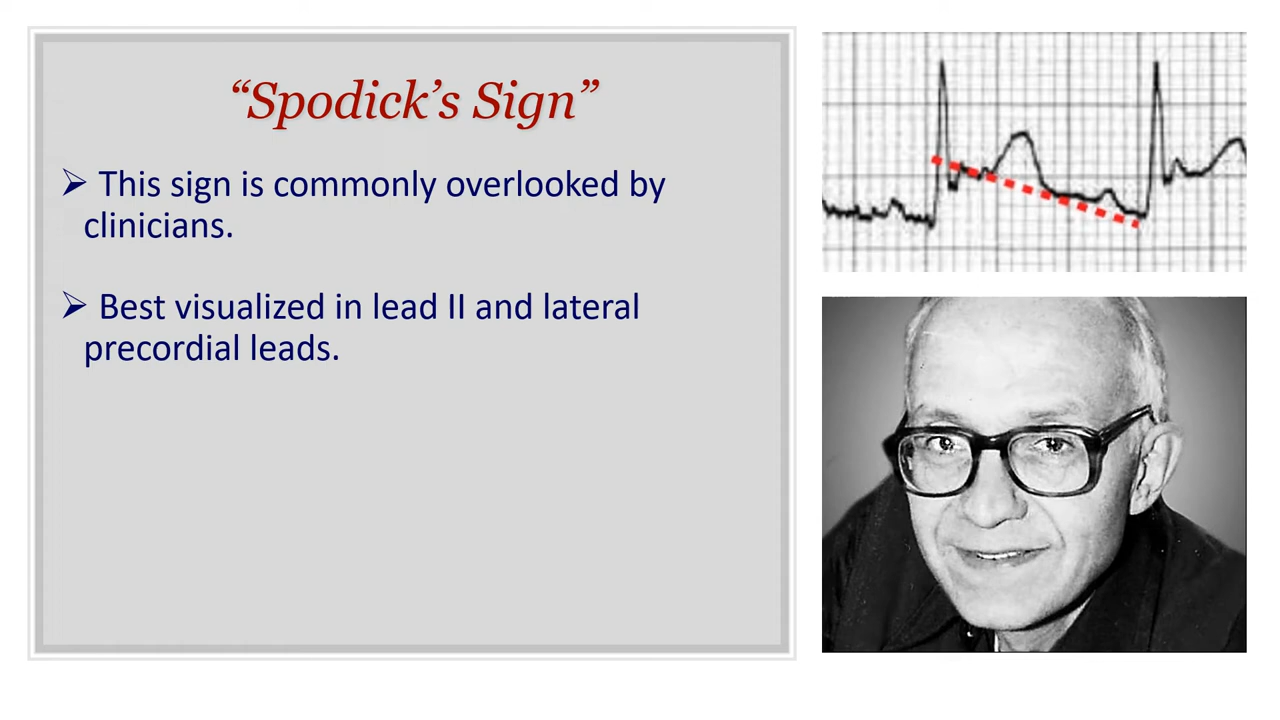 “Spodick’s Sign”
➢ This sign is commonly overlooked by
clinicians.
➢ Best visualized in lead II and lateral
precordial leads.